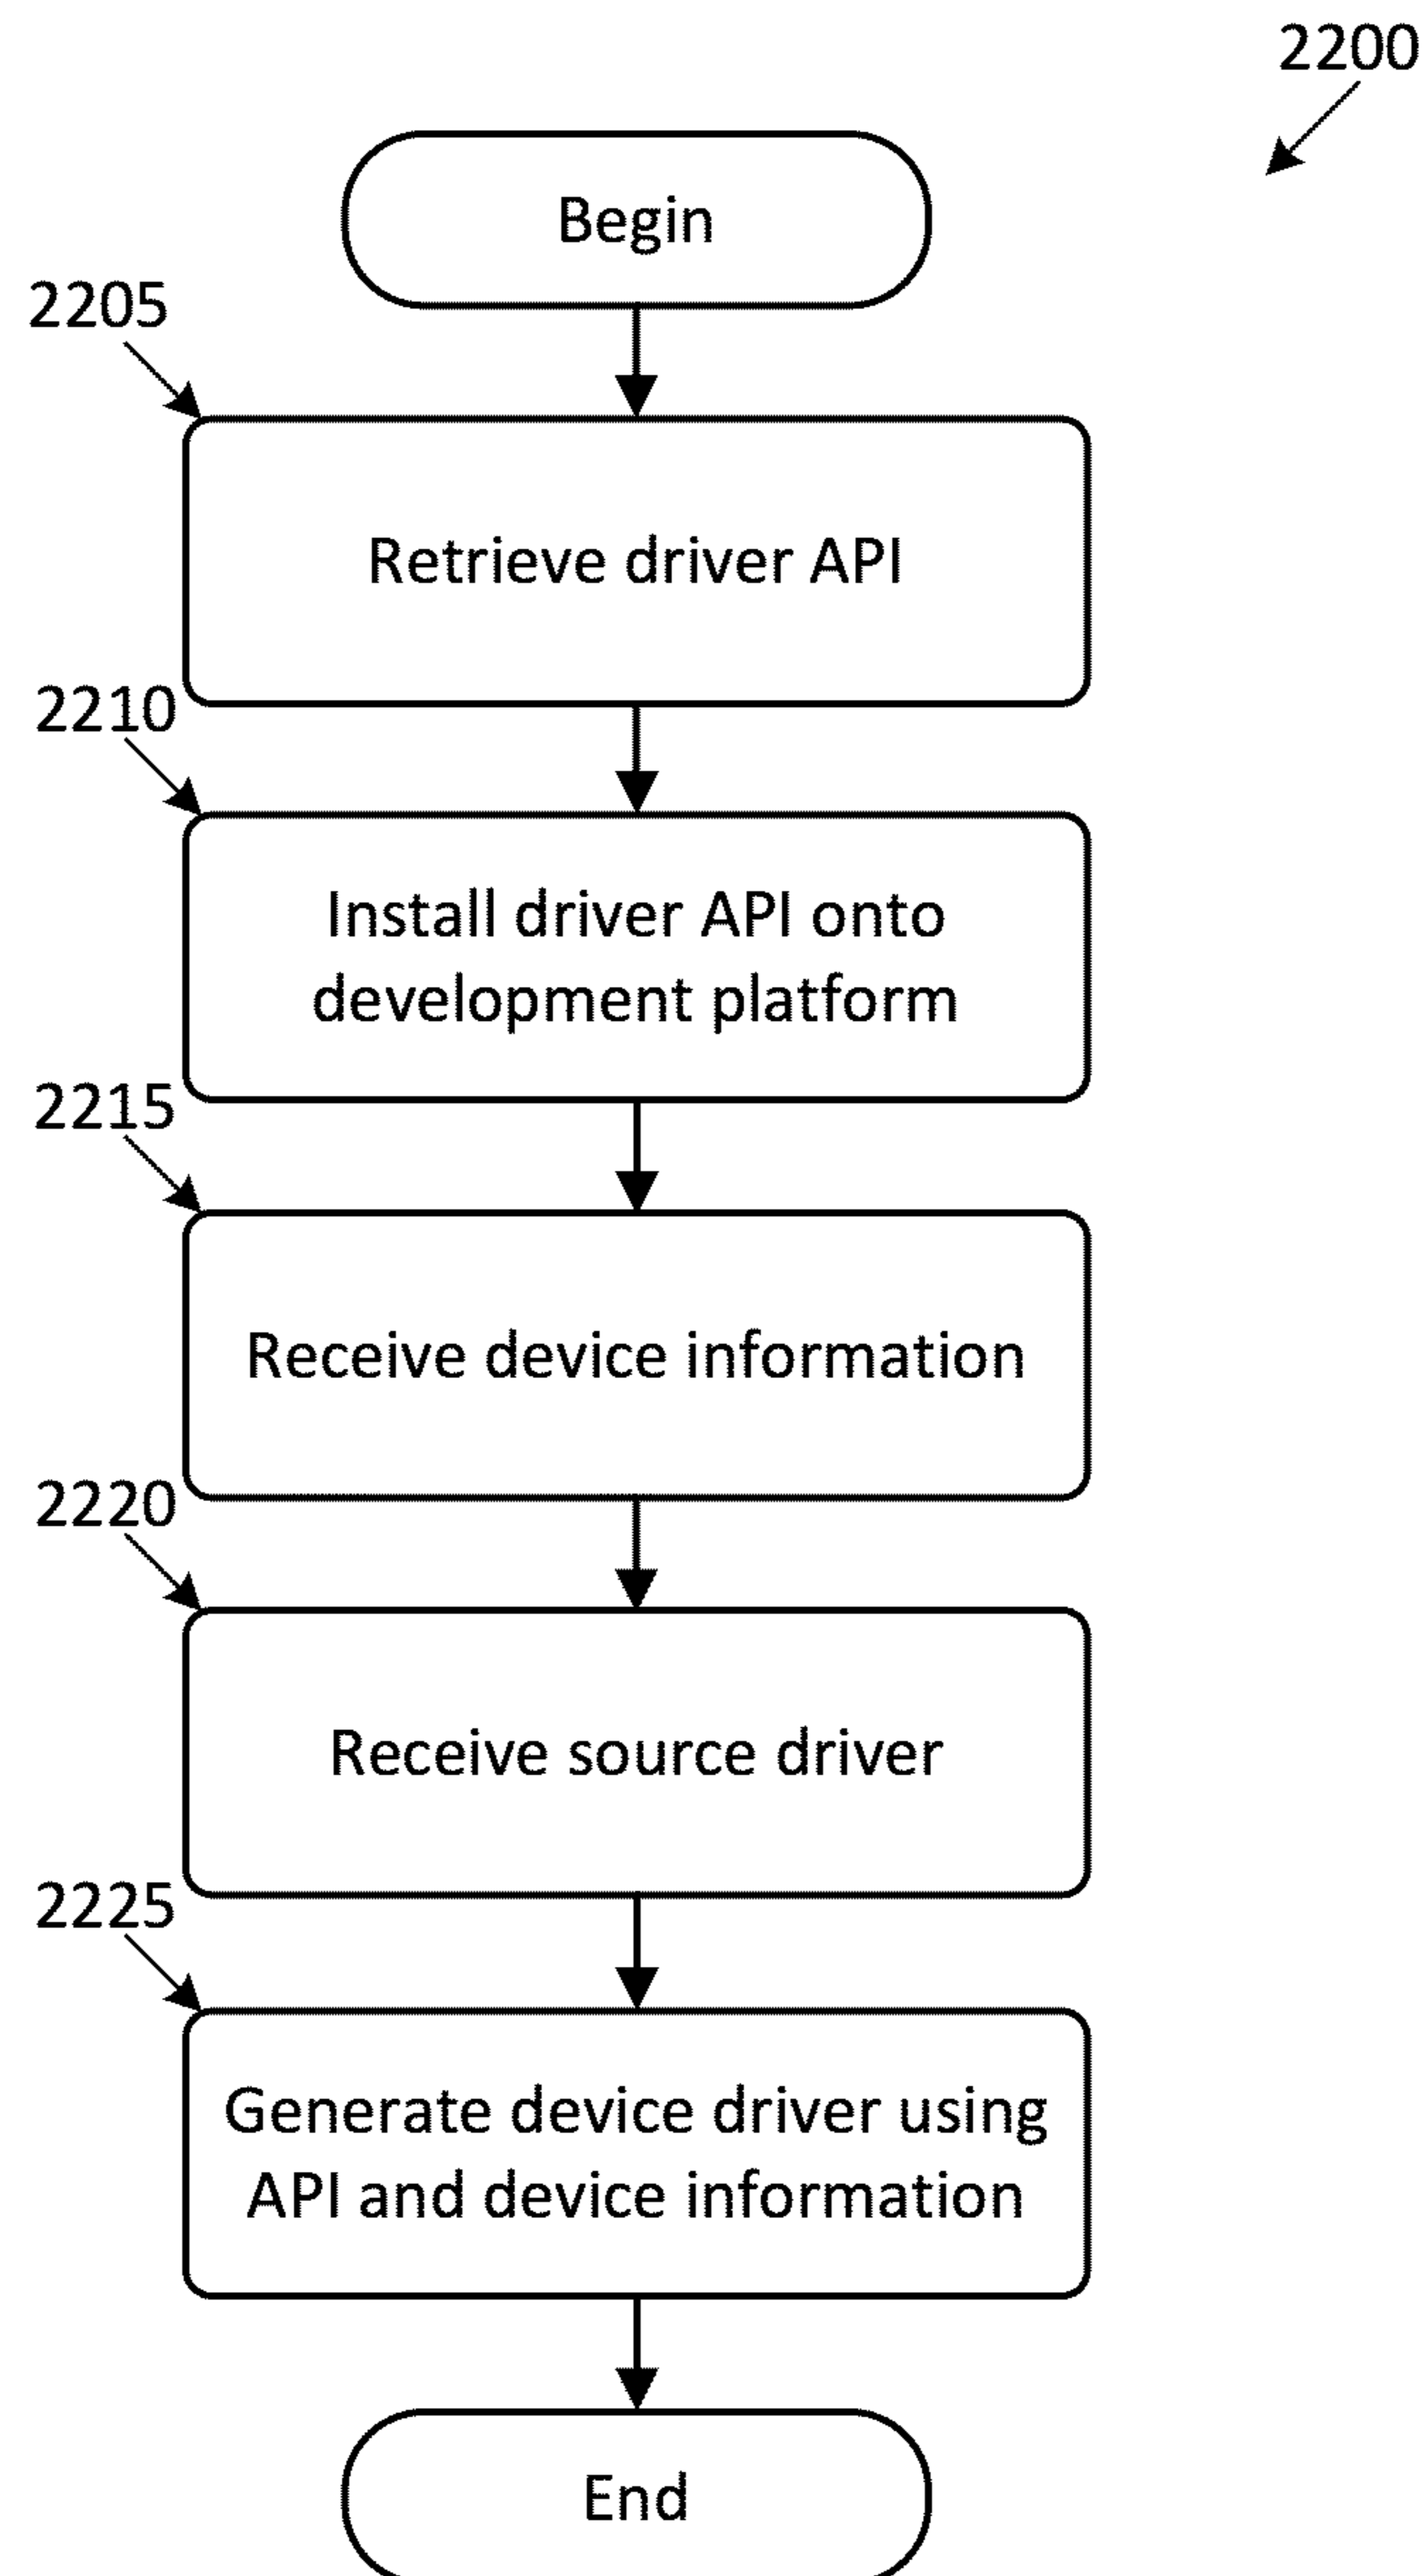 2200
Begin
2205
Retrieve driver API
2210
Install driver API onto
development platform
2215
Receive device information
2220
Receive source driver
2225
Generate device driver using
API and device information
End